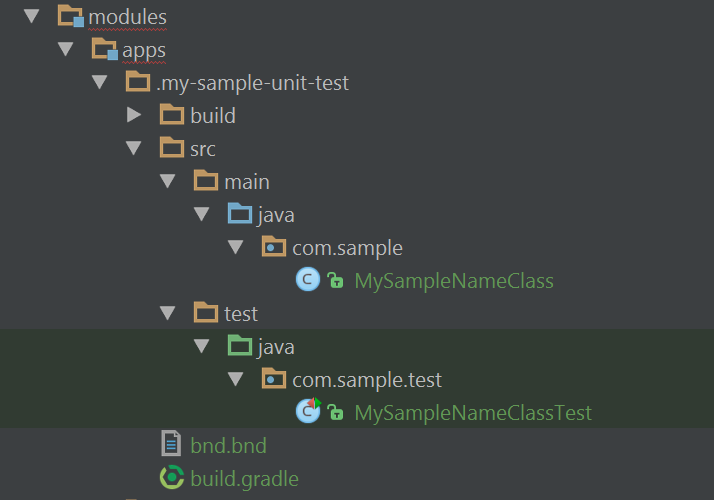 modules
apps
.my-sample-unit-test
build
src
main
java
com.sample
C MySampleNameClass
test
java
com.sample.test
C MySampleNameClassTest
bnd.bnd
build.gradle